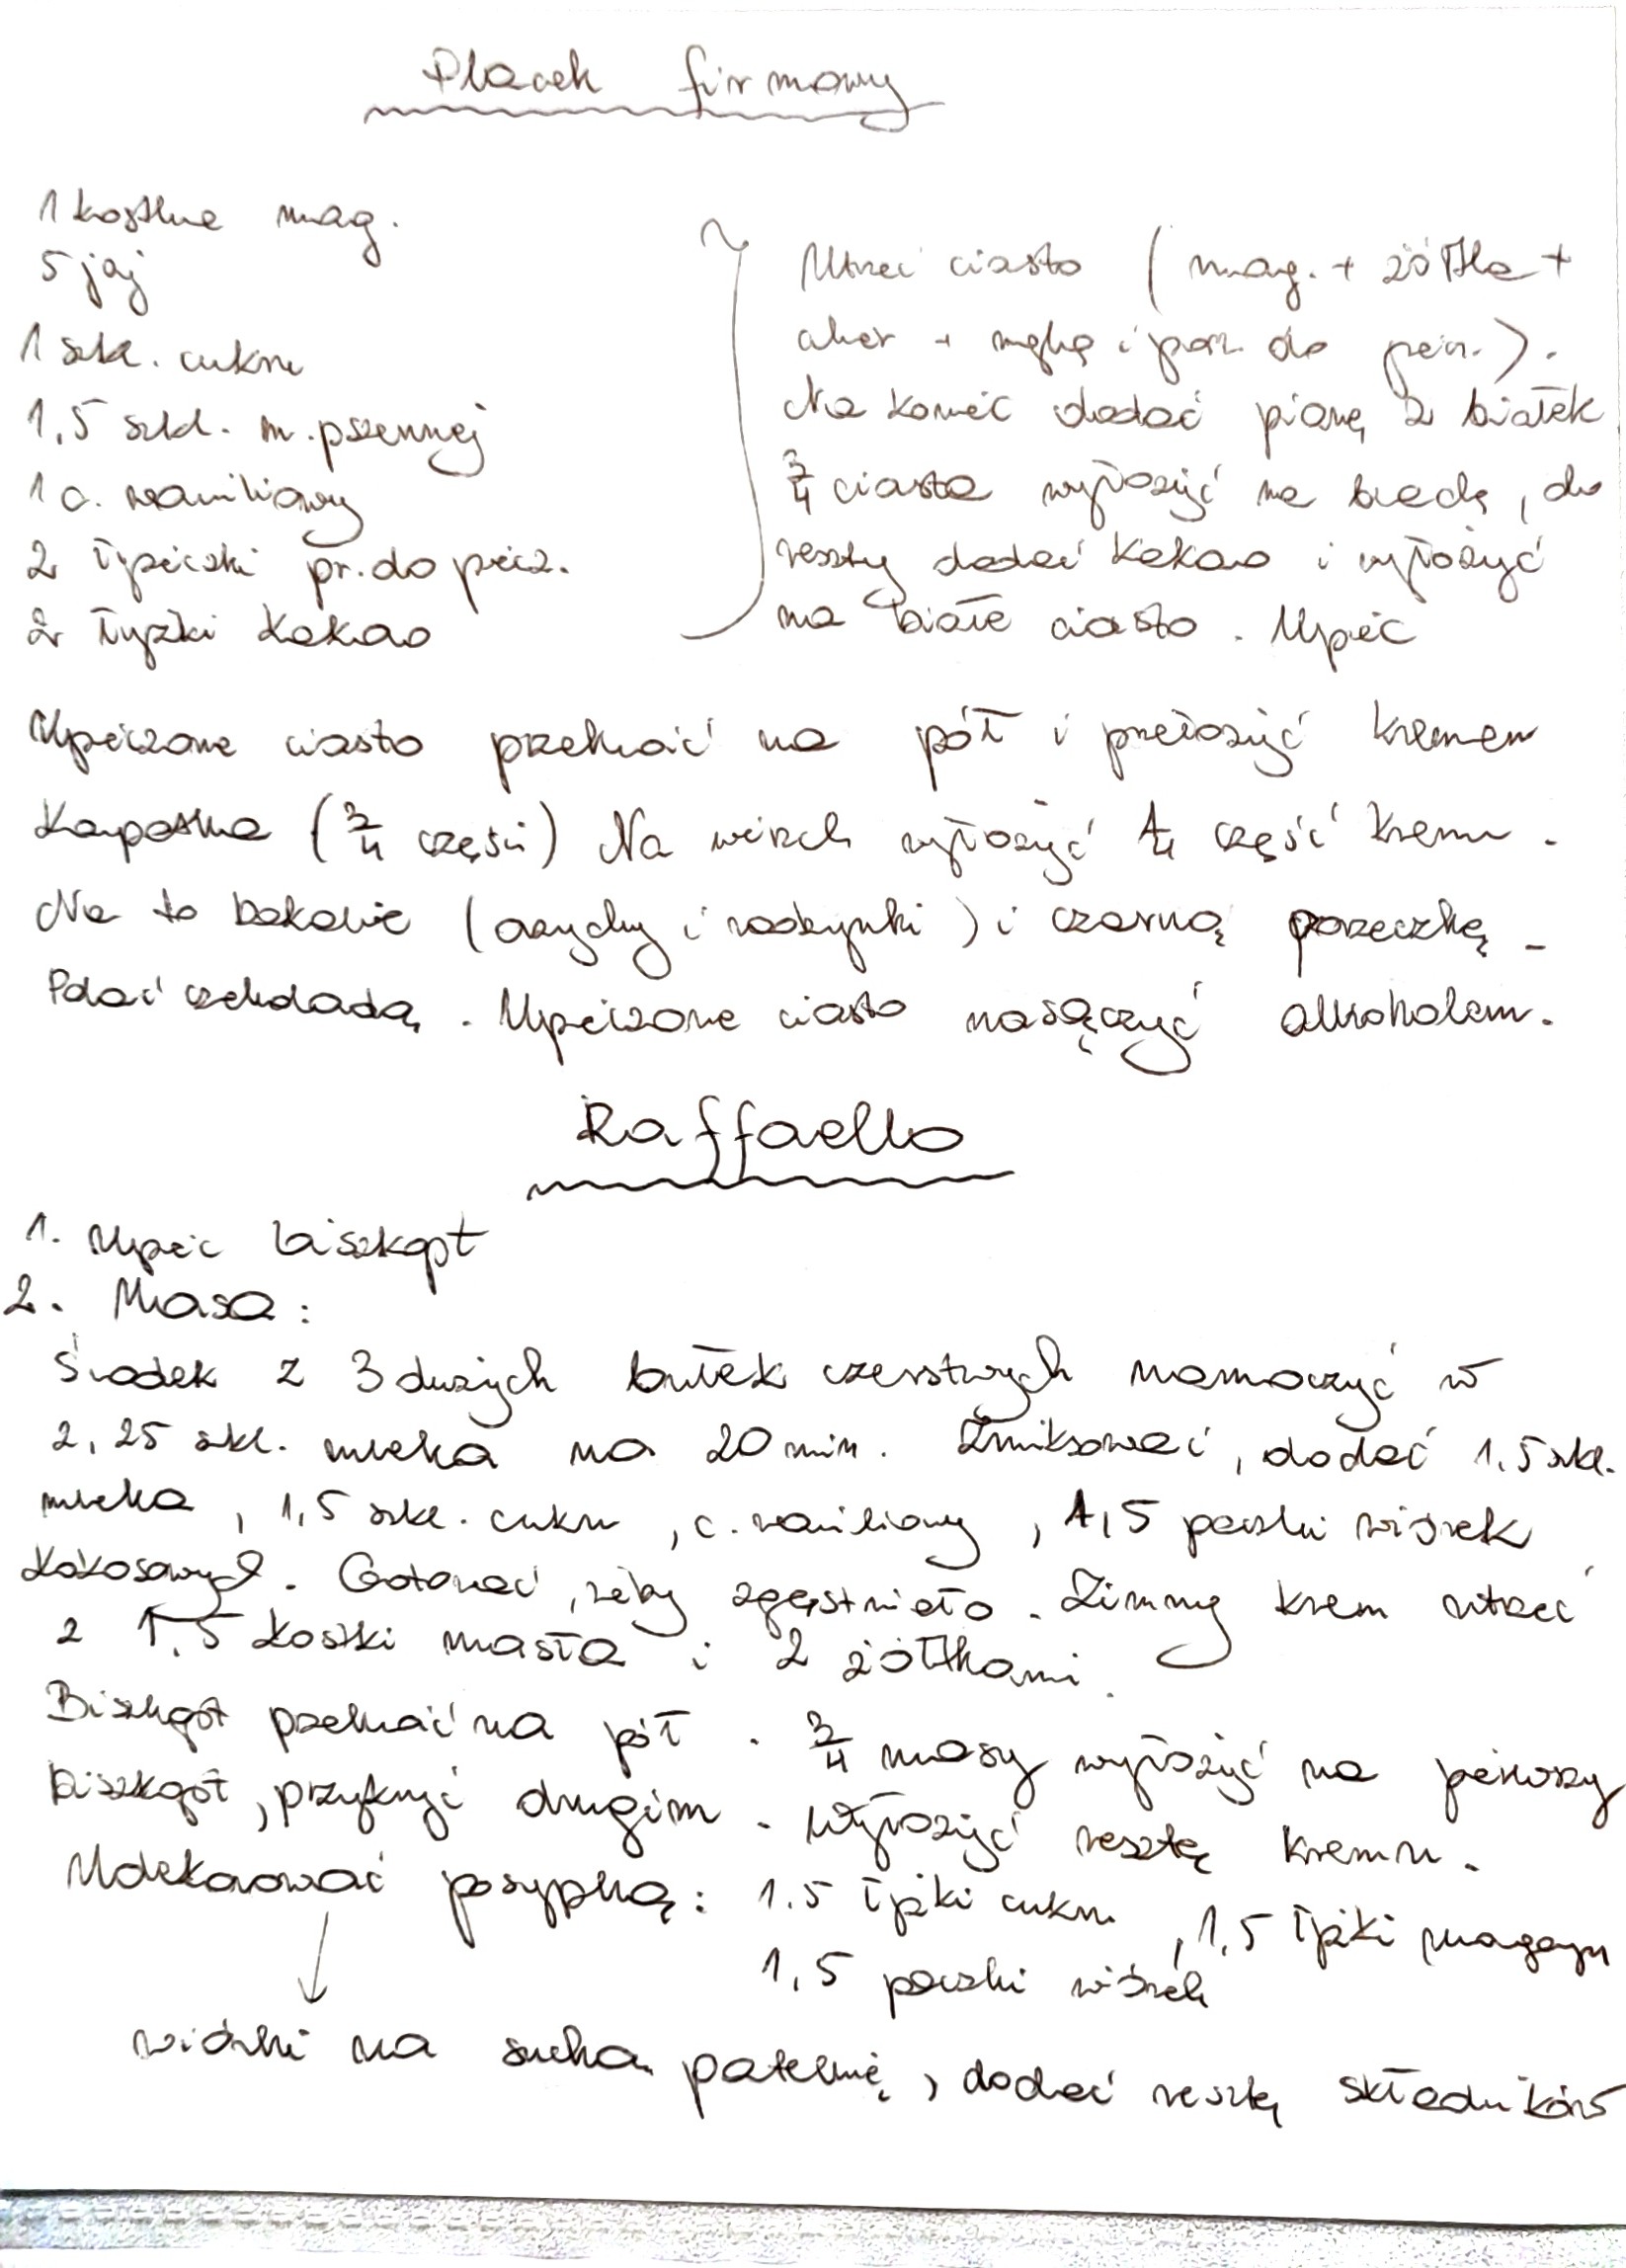 Placek firmowy
1 kostka mag.
5 jaj
1 szkl. cukru
1,5 szkl. m. pszennej
1 c. waniliowy
2 łyżeczki pr. do piecz.
2 łyżki kakao
Utrzeć ciasto (mag. + żółtka +
cukier + mąkę i prosz. do piecz.).
Na koniec dodać pianę z białek
3/4 ciasta wyłożyć na blachę, do
reszty dodać kakao i wyłożyć
na białe ciasto. Upiec
Upieczone ciasto przekroić na pół i przełożyć kremem
Karpatka (3/4 części) Na wierzch wyłożyć 1/4 część kremu.
Na to bakalie (orzechy i rodzynki) i czarną porzeczkę -
Polać czekoladą. Upieczone ciasto nasączyć alkoholem.
Raffaello
1. Upiec biszkopt
2. Masa:
Środek z 3 dużych bułek czerstwych namoczyć w
2,25 szkl. mleka na 20 min. Zmiksować, dodać 1,5 szkl.
mleka, 1,5 szkl. cukru, c. waniliowy, 1,5 paczki wiórek
kokosowych. Gotować, żeby zgęstniało. Zimny krem utrzeć
z 1,5 kostki masła i 2 żółtkami.
Biszkopt przekroić na pół. 3/4 masy wyłożyć na pierwszy
biszkopt, przykryć drugim. Wyłożyć resztę kremu.
Udekorować posypką: 1.5 łyżki cukru, 1,5 łyżki margaryn
1,5 paczki wiórek
wiórki na suchą patelnię, dodać resztę składników